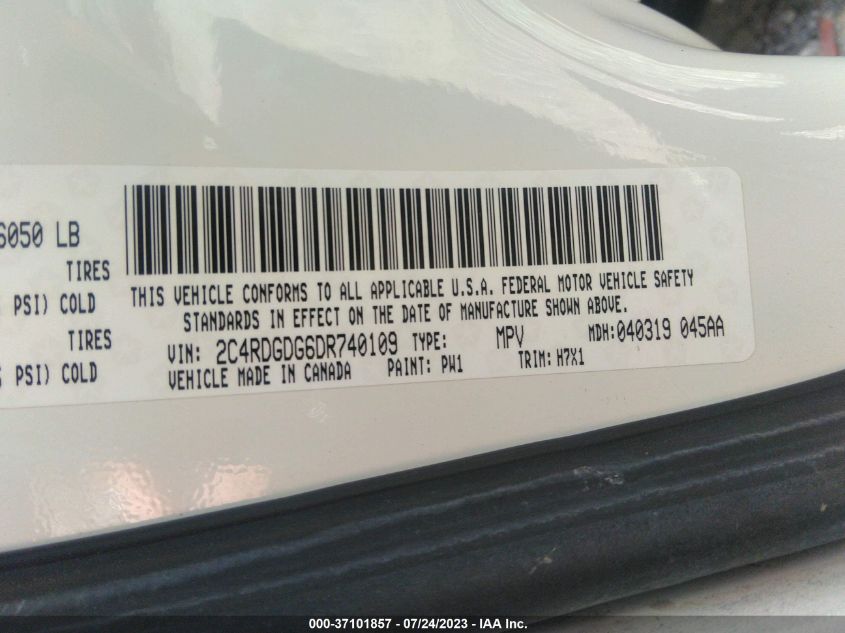 6050 LB
TIRES
PSI) COLD
TIRES
PSI) COLD
THIS VEHICLE CONFORMS TO ALL APPLICABLE U.S.A. FEDERAL MOTOR VEHICLE SAFETY
STANDARDS IN EFFECT ON THE DATE OF MANUFACTURE SHOWN ABOVE.
VIN: 2C4RDGDG6DR740109 TYPE: MPV MDH: 040319 045AA
VEHICLE MADE IN CANADA PAINT: PW1 TRIM: H7X1
000-37101857 / 07/24/2023 - IAA Inc.